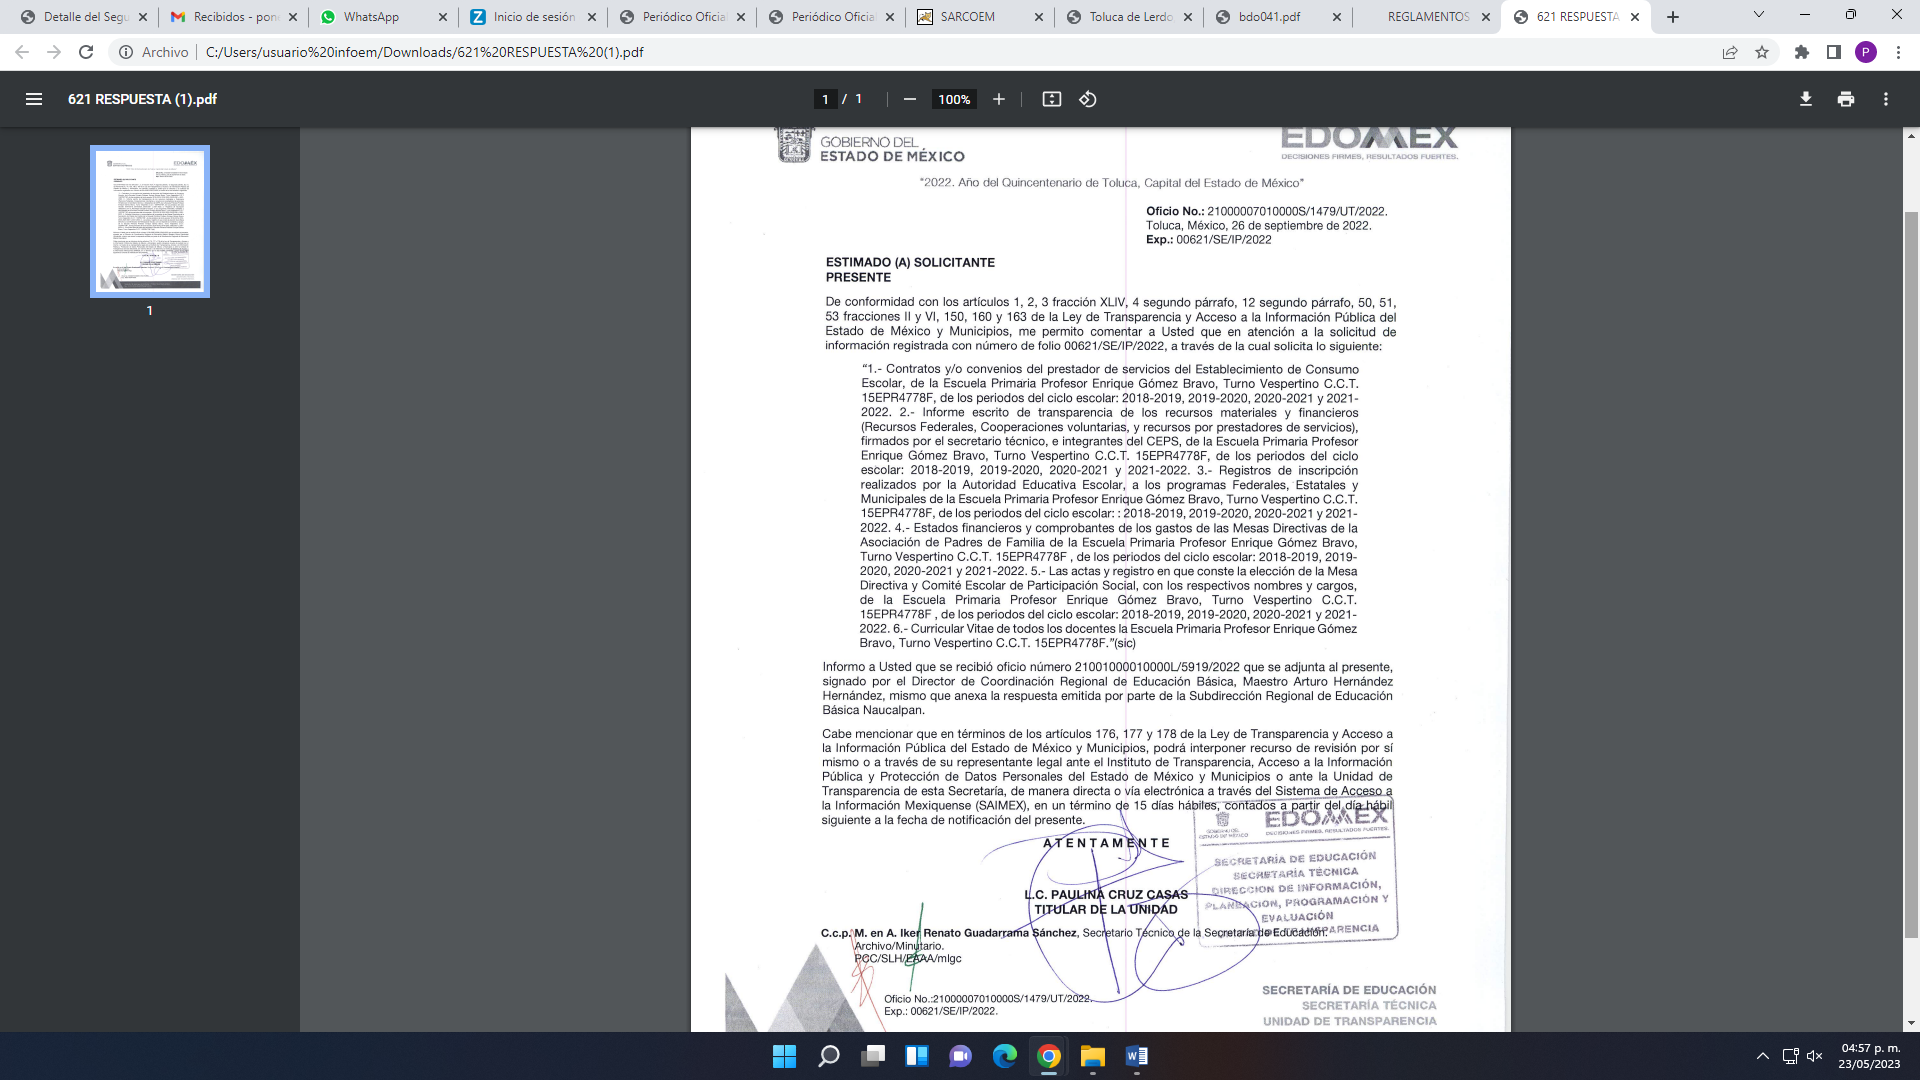 Detalle del Segu
Recibidos - pon
WhatsApp
Inicio de sesión
Periódico Oficial
Periódico Oficial
SARCOEM
Toluca de Lerdo
bdo041.pdf
REGLAMENTOS
621 RESPUESTA
Archivo
C:/Users/usuario%20infoem/Downloads/621%20RESPUESTA%20(1).pdf
P
621 RESPUESTA (1).pdf
1 / 1
100%
1
GOBIERNO DEL
ESTADO DE MÉXICO
EDOMEX
DECISIONES FIRMES, RESULTADOS FUERTES.
“2022. Año del Quincentenario de Toluca, Capital del Estado de México”
Oficio No.: 21000007010000S/1479/UT/2022.
Toluca, México, 26 de septiembre de 2022.
Exp.: 00621/SE/IP/2022
ESTIMADO (A) SOLICITANTE
PRESENTE
De conformidad con los artículos 1, 2, 3 fracción XLIV, 4 segundo párrafo, 12 segundo párrafo, 50, 51,
53 fracciones II y VI, 150, 160 y 163 de la Ley de Transparencia y Acceso a la Información Pública del
Estado de México y Municipios, me permito comentar a Usted que en atención a la solicitud de
información registrada con número de folio 00621/SE/IP/2022, a través de la cual solicita lo siguiente:
“1.- Contratos y/o convenios del prestador de servicios del Establecimiento de Consumo
Escolar, de la Escuela Primaria Profesor Enrique Gómez Bravo, Turno Vespertino C.C.T.
15EPR4778F, de los periodos del ciclo escolar: 2018-2019, 2019-2020, 2020-2021 y 2021-
2022. 2.- Informe escrito de transparencia de los recursos materiales y financieros
(Recursos Federales, Cooperaciones voluntarias, y recursos por prestadores de servicios),
firmados por el secretario técnico, e integrantes del CEPS, de la Escuela Primaria Profesor
Enrique Gómez Bravo, Turno Vespertino C.C.T. 15EPR4778F, de los periodos del ciclo
escolar: 2018-2019, 2019-2020, 2020-2021 y 2021-2022. 3.- Registros de inscripción
realizados por la Autoridad Educativa Escolar, a los programas Federales, Estatales y
Municipales de la Escuela Primaria Profesor Enrique Gómez Bravo, Turno Vespertino C.C.T.
15EPR4778F, de los periodos del ciclo escolar: : 2018-2019, 2019-2020, 2020-2021 y 2021-
2022. 4.- Estados financieros y comprobantes de los gastos de las Mesas Directivas de la
Asociación de Padres de Familia de la Escuela Primaria Profesor Enrique Gómez Bravo,
Turno Vespertino C.C.T. 15EPR4778F , de los periodos del ciclo escolar: 2018-2019, 2019-
2020, 2020-2021 y 2021-2022. 5.- Las actas y registro en que conste la elección de la Mesa
Directiva y Comité Escolar de Participación Social, con los respectivos nombres y cargos,
de la Escuela Primaria Profesor Enrique Gómez Bravo, Turno Vespertino C.C.T.
15EPR4778F , de los periodos del ciclo escolar: 2018-2019, 2019-2020, 2020-2021 y 2021-
2022. 6.- Curricular Vitae de todos los docentes la Escuela Primaria Profesor Enrique Gómez
Bravo, Turno Vespertino C.C.T. 15EPR4778F.”(sic)
Informo a Usted que se recibió oficio número 21001000010000L/5919/2022 que se adjunta al presente,
signado por el Director de Coordinación Regional de Educación Básica, Maestro Arturo Hernández
Hernández, mismo que anexa la respuesta emitida por parte de la Subdirección Regional de Educación
Básica Naucalpan.
Cabe mencionar que en términos de los artículos 176, 177 y 178 de la Ley de Transparencia y Acceso a
la Información Pública del Estado de México y Municipios, podrá interponer recurso de revisión por sí
mismo o a través de su representante legal ante el Instituto de Transparencia, Acceso a la Información
Pública y Protección de Datos Personales del Estado de México y Municipios o ante la Unidad de
Transparencia de esta Secretaría, de manera directa o vía electrónica a través del Sistema de Acceso a
la Información Mexiquense (SAIMEX), en un término de 15 días hábiles, contados a partir del día hábil
siguiente a la fecha de notificación del presente.
A T E N T A M E N T E
L.C. PAULINA CRUZ CASAS
TITULAR DE LA UNIDAD
GOBIERNO DEL
ESTADO DE MÉXICO
EDOMEX
DECISIONES FIRMES, RESULTADOS FUERTES.
SECRETARÍA DE EDUCACIÓN
SECRETARÍA TÉCNICA
DIRECCIÓN DE INFORMACIÓN,
PLANEACIÓN, PROGRAMACIÓN Y
EVALUACIÓN
DE TRANSPARENCIA
C.c.p. M. en A. Iker Renato Guadarrama Sánchez, Secretario Técnico de la Secretaría de Educación.
Archivo/Minutario.
PCC/SLH/EAAA/mlgc
Oficio No.:21000007010000S/1479/UT/2022.
Exp.: 00621/SE/IP/2022.
SECRETARÍA DE EDUCACIÓN
SECRETARÍA TÉCNICA
UNIDAD DE TRANSPARENCIA
04:57 p. m.
23/05/2023